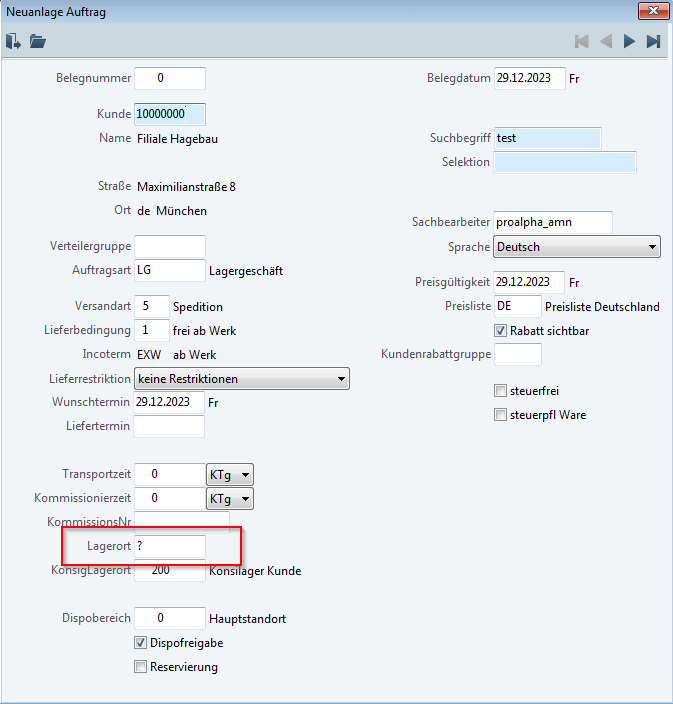 Neuanlage Auftrag
Belegnummer 0 Belegdatum 29.12.2023 Fr
Kunde 10000000
Name Filiale Hagebau Suchbegriff test
Selektion
Straße Maximilianstraße 8
Ort de München
Sachbearbeiter proalpha_amn
Verteilergruppe Sprache Deutsch
Auftragsart LG Lagergeschäft
Preisgültigkeit 29.12.2023 Fr
Versandart 5 Spedition Preisliste DE Preisliste Deutschland
Lieferbedingung 1 frei ab Werk Rabatt sichtbar
Incoterm EXW ab Werk Kundenrabattgruppe
Lieferrestriktion keine Restriktionen
steuerfrei
Wunschtermin 29.12.2023 Fr
steuerpfl Ware
Liefertermin
Transportzeit 0 KTg
Kommissionierzeit 0 KTg
KommissionsNr
Lagerort ?
KonsigLagerort 200 Konsilager Kunde
Dispobereich 0 Hauptstandort
Dispofreigabe
Reservierung